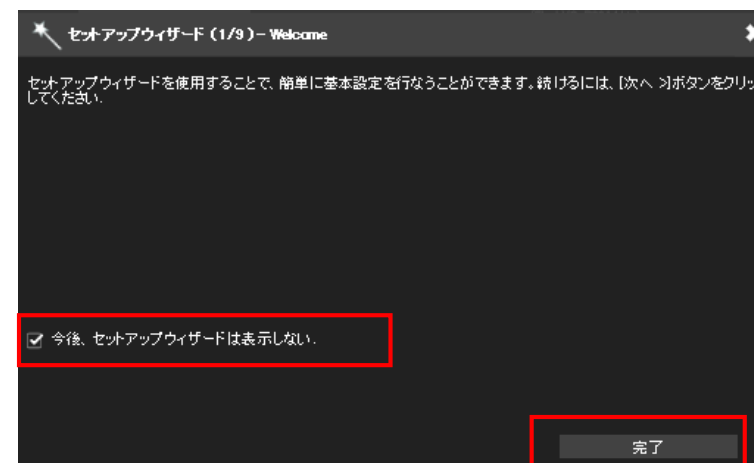 セットアップウィザード (1/9) - Welcome
セットアップウィザードを使用することで、簡単に基本設定を行なうことができます。続けるには、[次へ >]ボタンをクリッ
してください.
今後、セットアップウィザードは表示しない.
完了